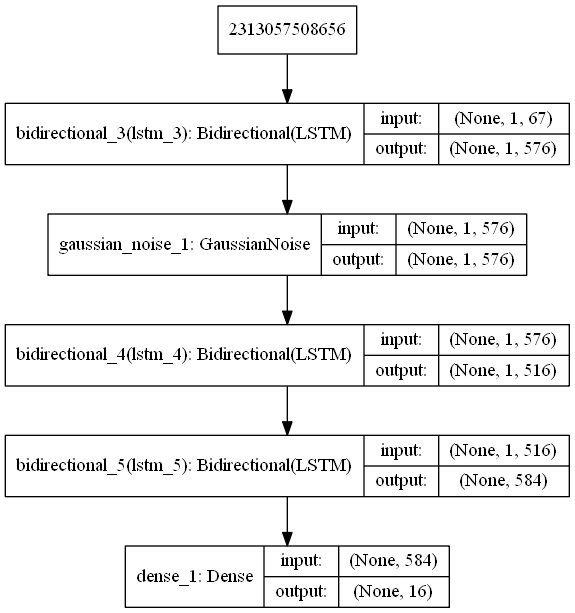 2313057508656
bidirectional_3(lstm_3): Bidirectional(LSTM)
input: (None, 1, 67)
output: (None, 1, 576)
gaussian_noise_1: GaussianNoise
input: (None, 1, 576)
output: (None, 1, 576)
bidirectional_4(lstm_4): Bidirectional(LSTM)
input: (None, 1, 576)
output: (None, 1, 516)
bidirectional_5(lstm_5): Bidirectional(LSTM)
input: (None, 1, 516)
output: (None, 584)
dense_1: Dense
input: (None, 584)
output: (None, 16)